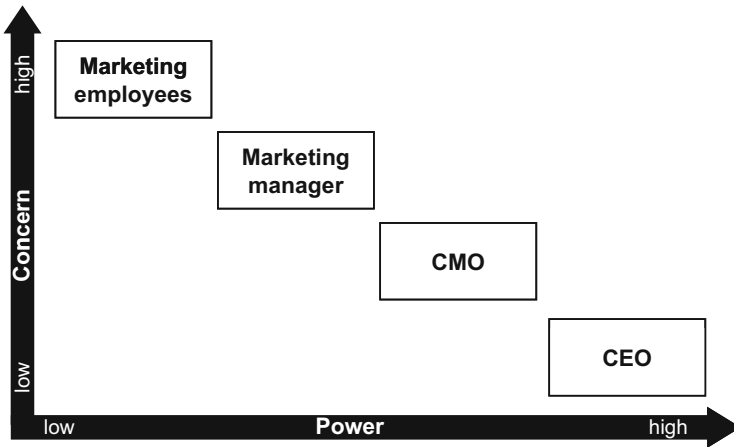 high
Marketing
employees
Marketing
manager
Concern
CMO
CEO
low
low
Power
high